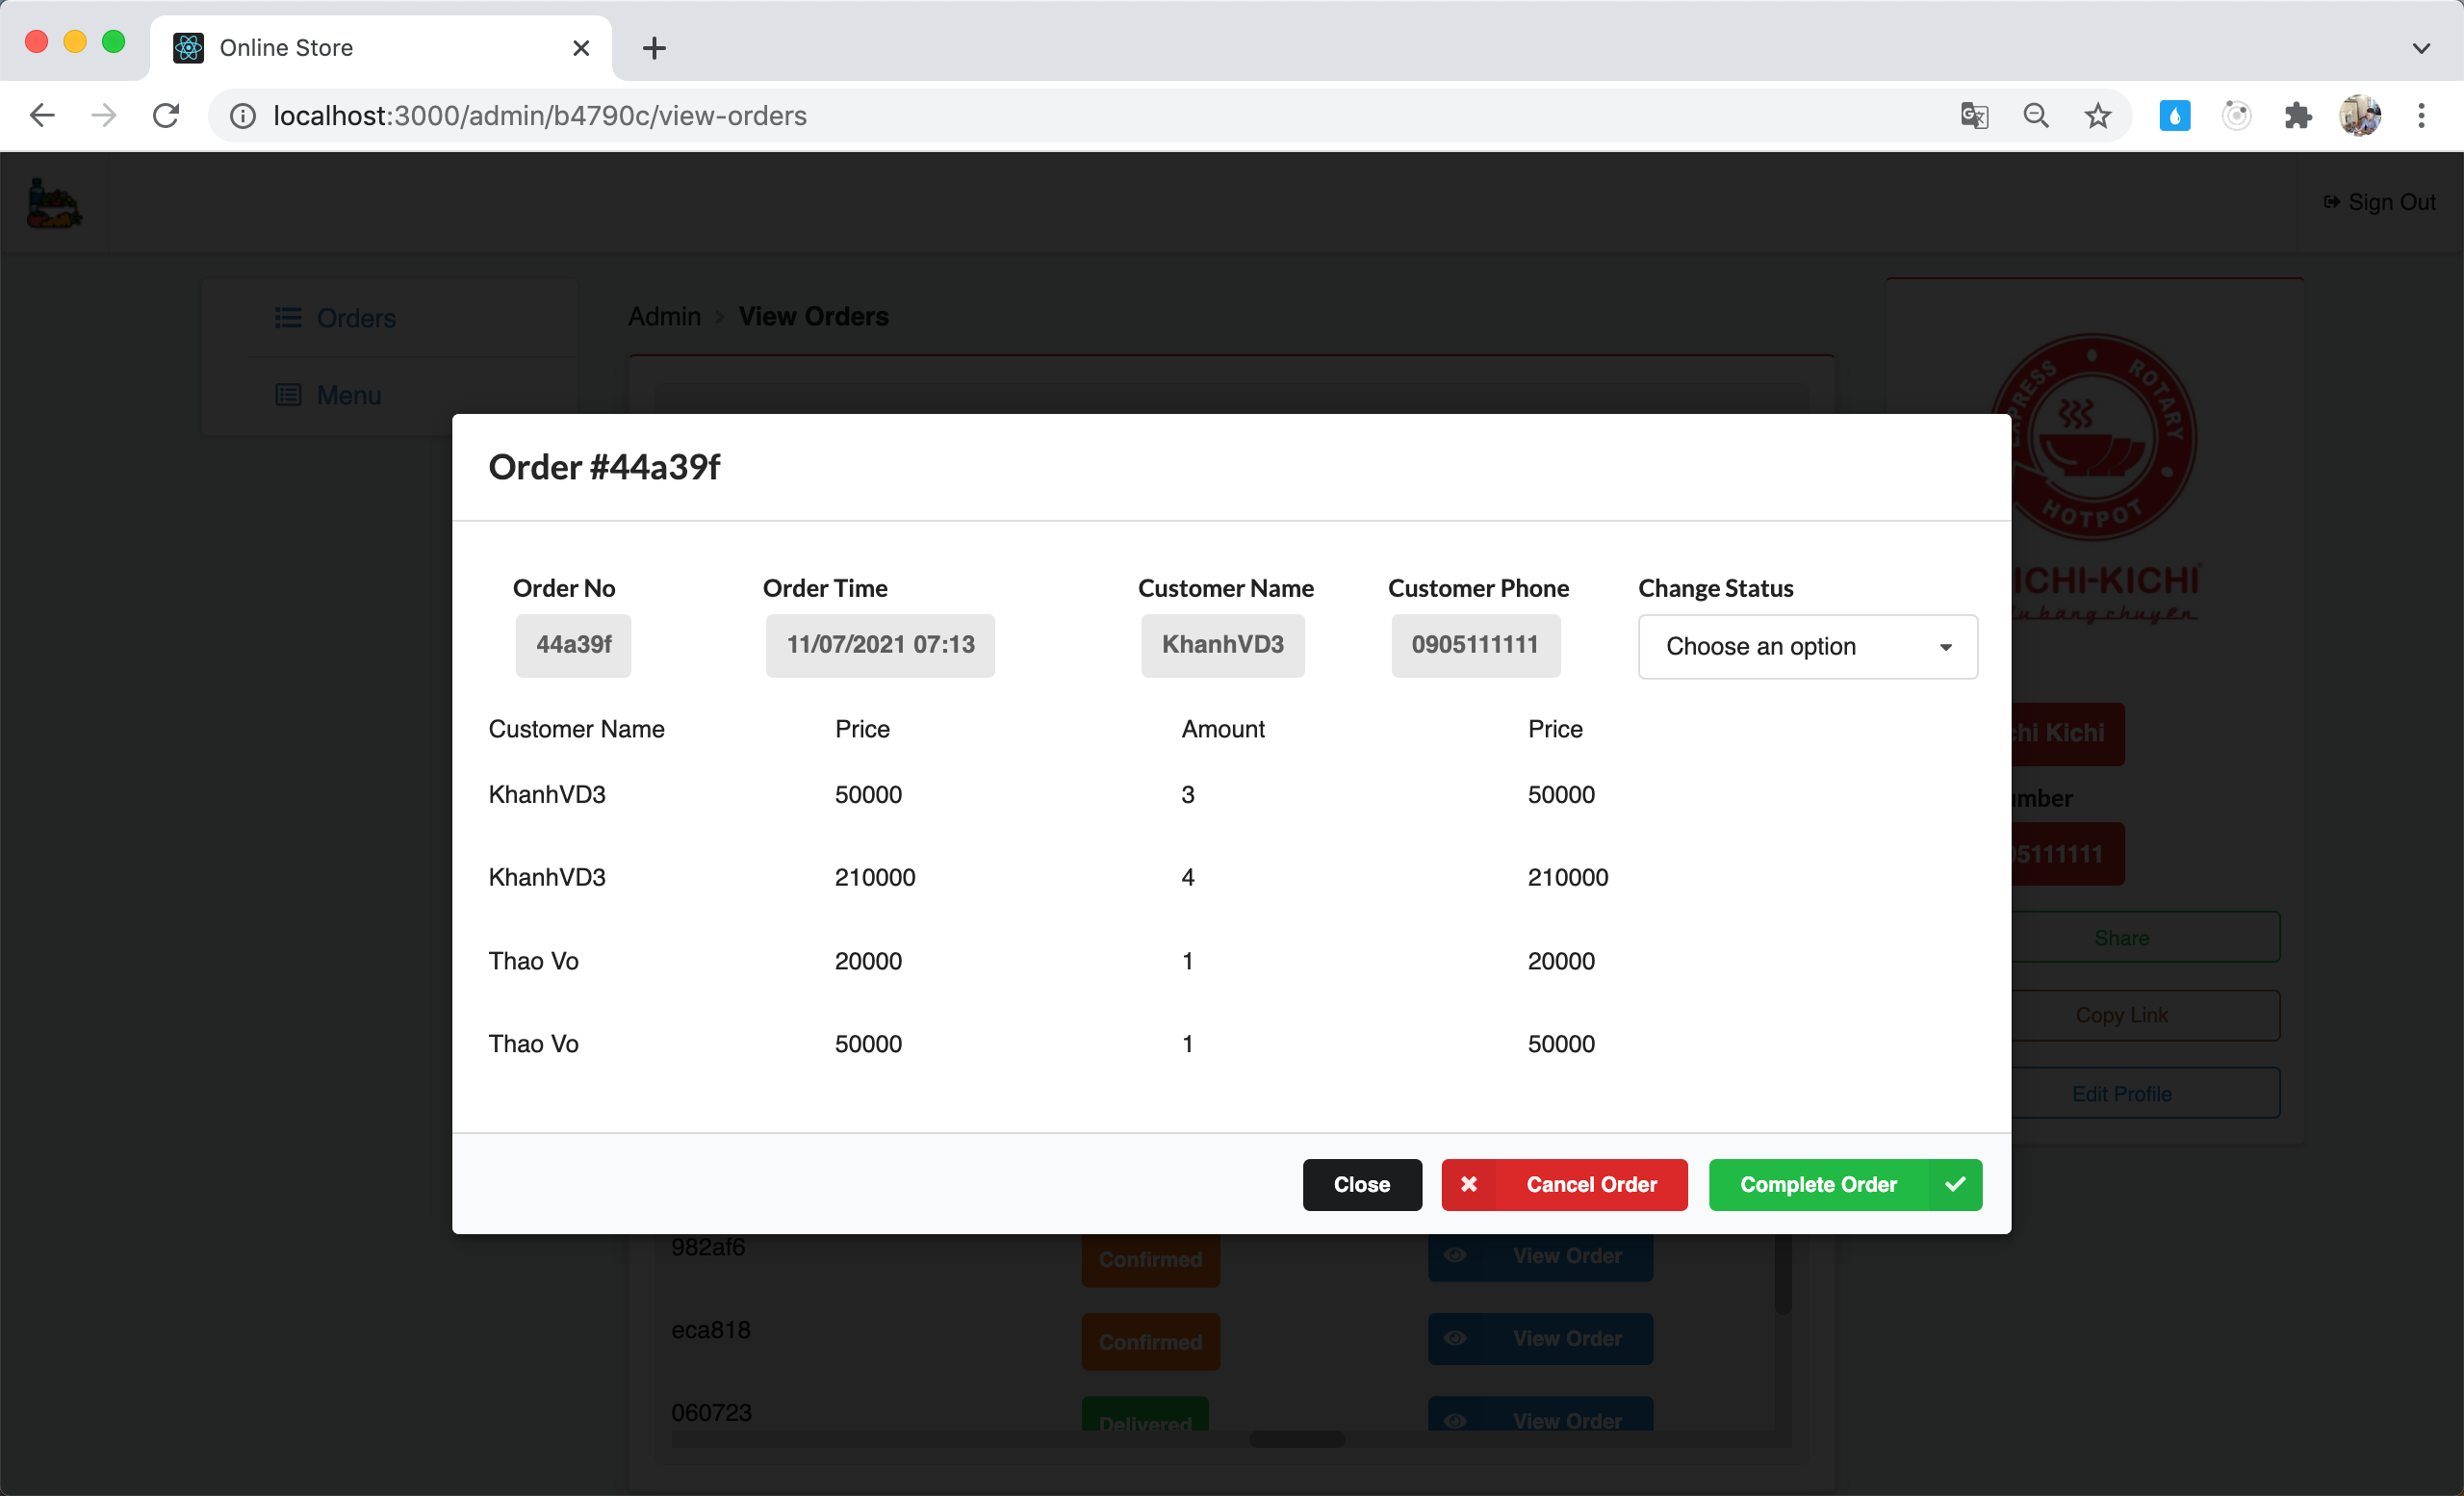 Online Store
localhost:3000/admin/b4790c/view-orders
Sign Out
Orders
Menu
Admin > View Orders
EXPRESS ROTARY
HOTPOT
ICHI-KICHI
Order #44a39f
Order No Order Time Customer Name Customer Phone Change Status
44a39f 11/07/2021 07:13 KhanhVD3 0905111111 Choose an option
Customer Name Price Amount Price
KhanhVD3 50000 3 50000
KhanhVD3 210000 4 210000
Thao Vo 20000 1 20000
Thao Vo 50000 1 50000
Close Cancel Order Complete Order
hi Kichi
mber
05111111
Share
Copy Link
Edit Profile
982af6 Confirmed View Order
eca818 Confirmed View Order
060723 Delivered View Order